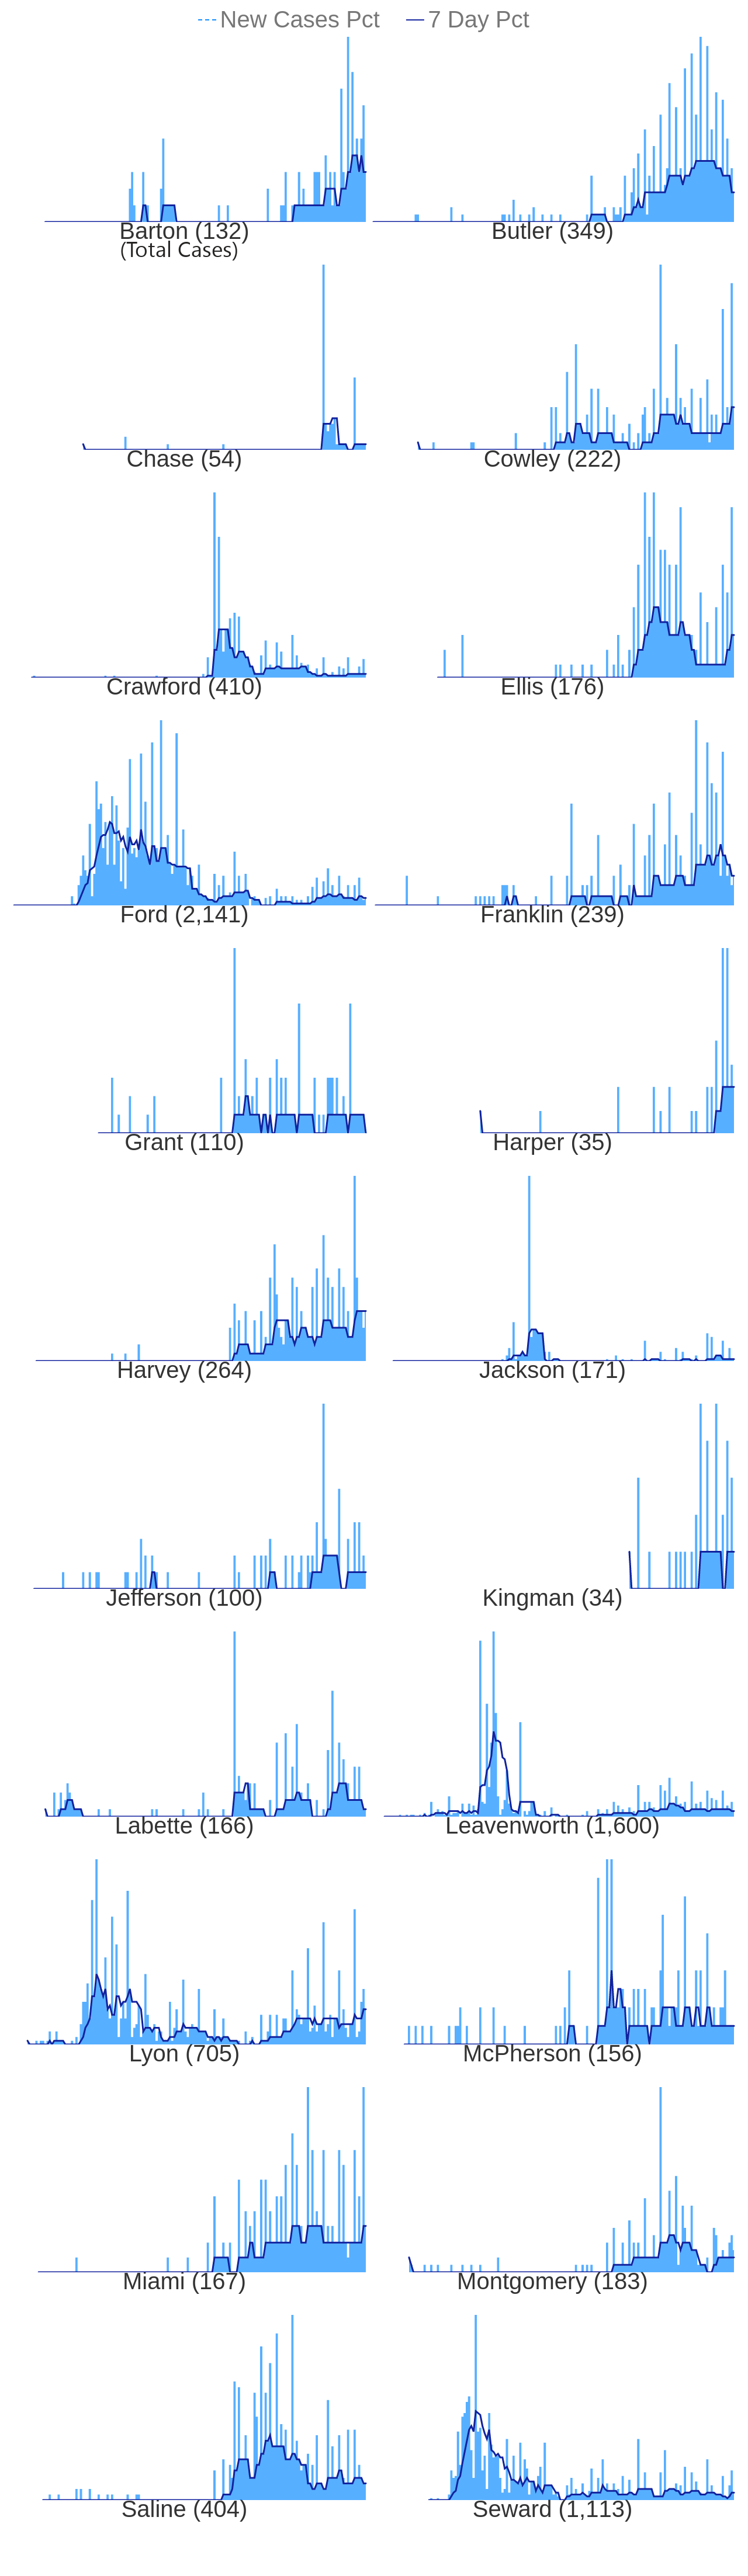 New Cases Pct 7 Day Pct
Barton (132) Butler (349)
(Total Cases)
Chase (54) Cowley (222)
Crawford (410) Ellis (176)
Ford (2,141) Franklin (239)
Grant (110) Harper (35)
Harvey (264) Jackson (171)
Jefferson (100) Kingman (34)
Labette (166) Leavenworth (1,600)
Lyon (705) McPherson (156)
Miami (167) Montgomery (183)
Saline (404) Seward (1,113)